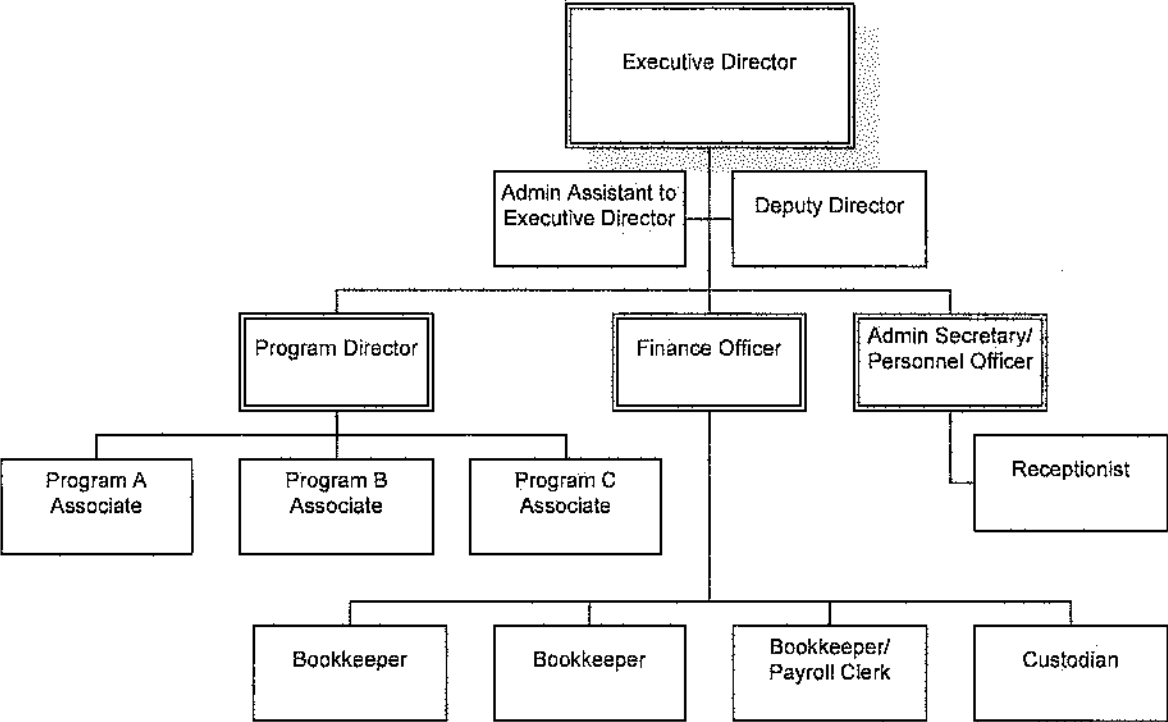 Executive Director
Admin Assistant to
Executive Director
Deputy Director
Program Director
Finance Officer
Admin Secretary/
Personnel Officer
Program A
Associate
Program B
Associate
Program C
Associate
Receptionist
Bookkeeper
Bookkeeper
Bookkeeper/
Payroll Clerk
Custodian